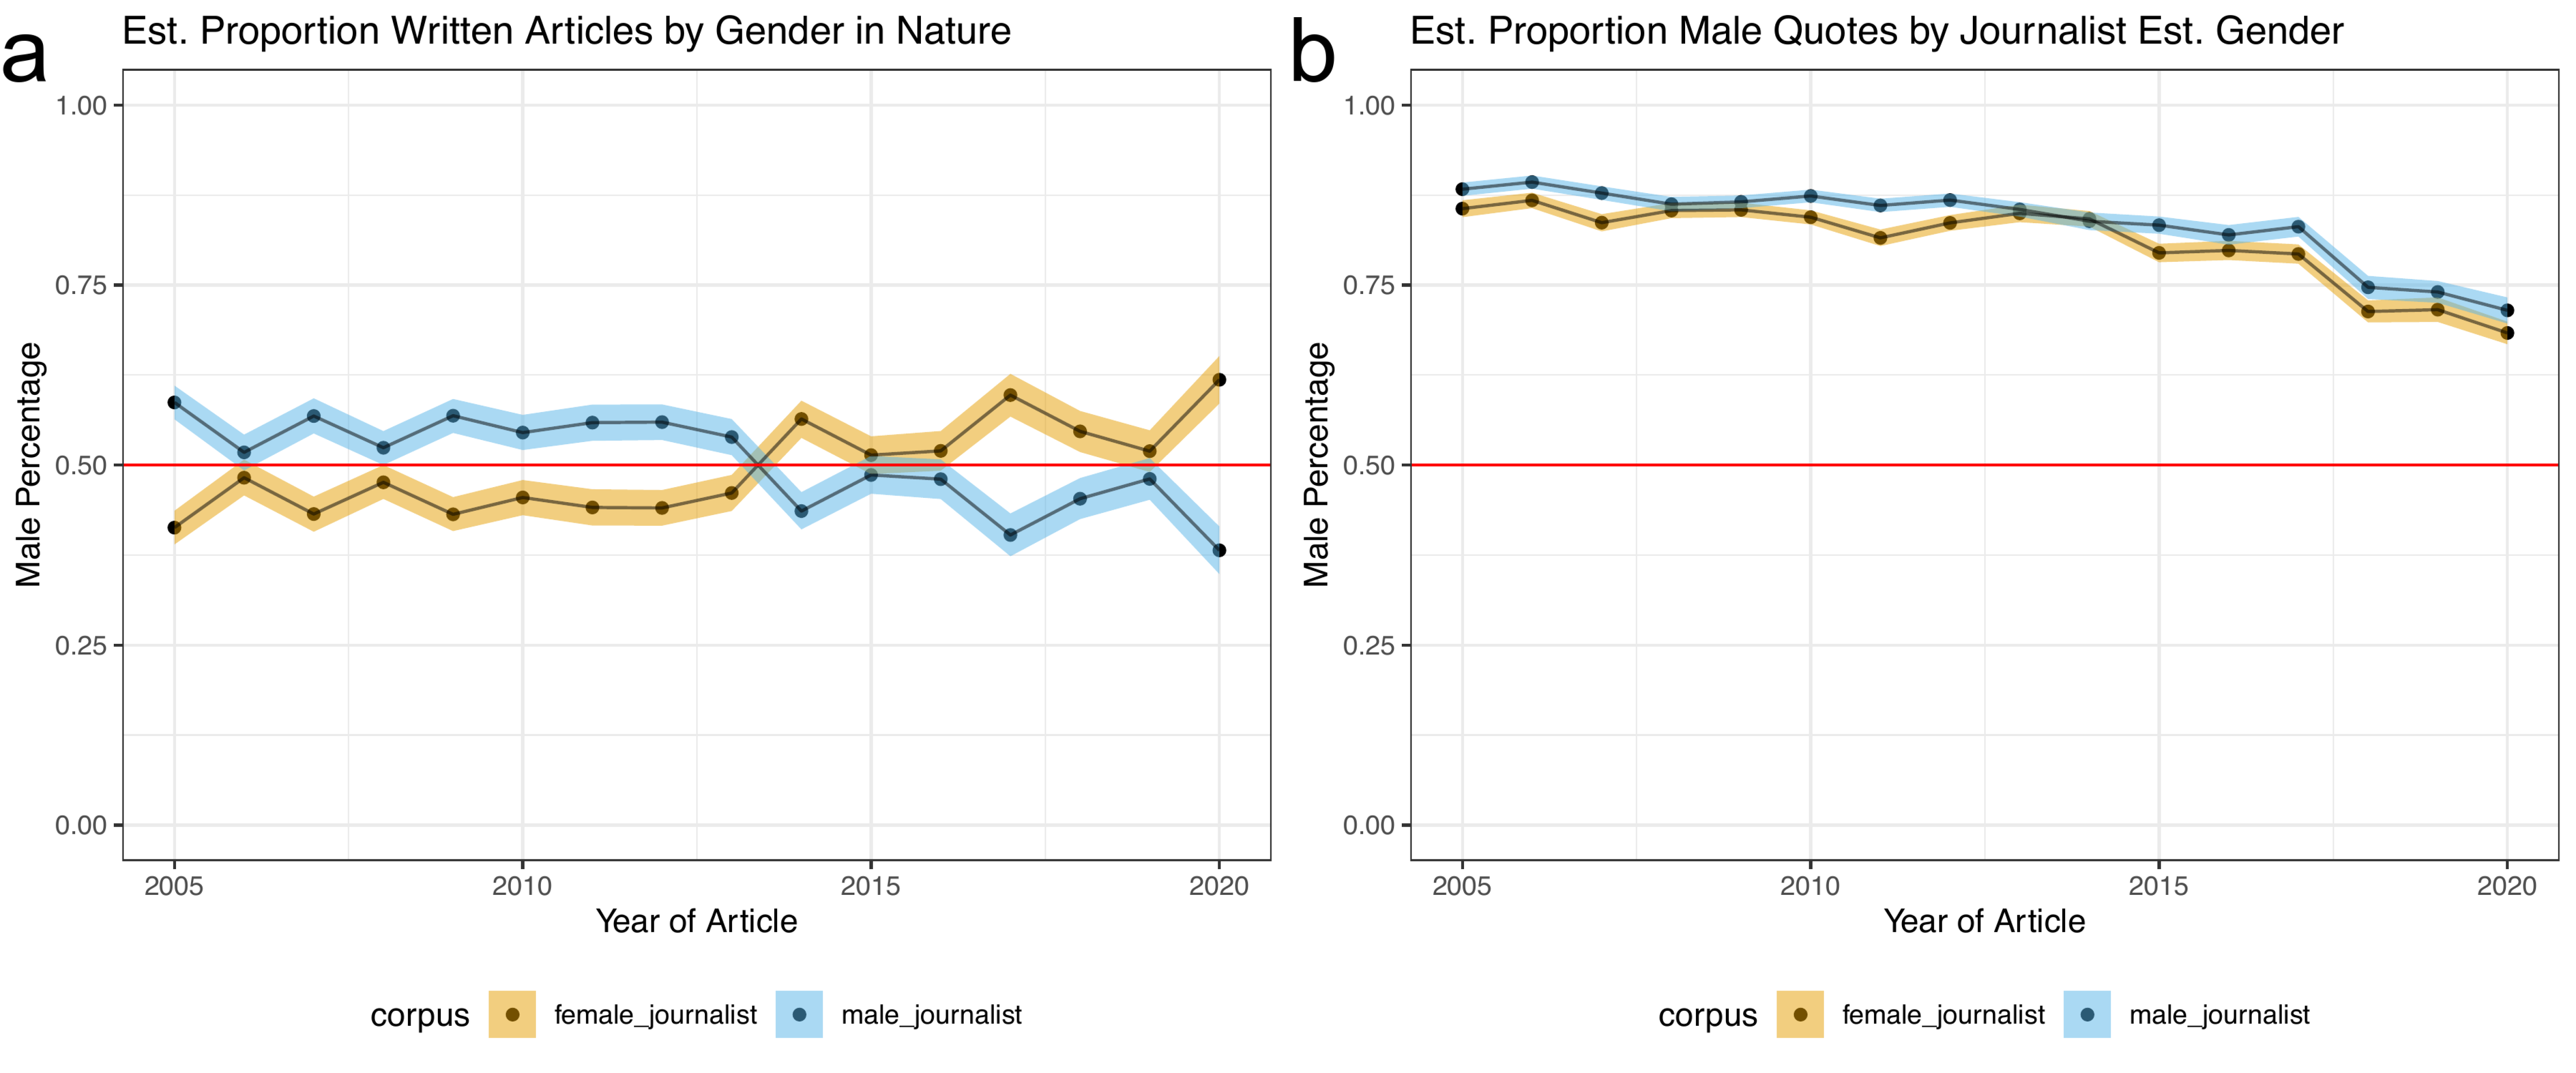 a
Est. Proportion Written Articles by Gender in Nature
1.00
0.75
0.50
0.25
0.00
Male Percentage
2005 2010 2015 2020
Year of Article
corpus female_journalist male_journalist
b
Est. Proportion Male Quotes by Journalist Est. Gender
1.00
0.75
0.50
0.25
0.00
Male Percentage
2005 2010 2015 2020
Year of Article
corpus female_journalist male_journalist